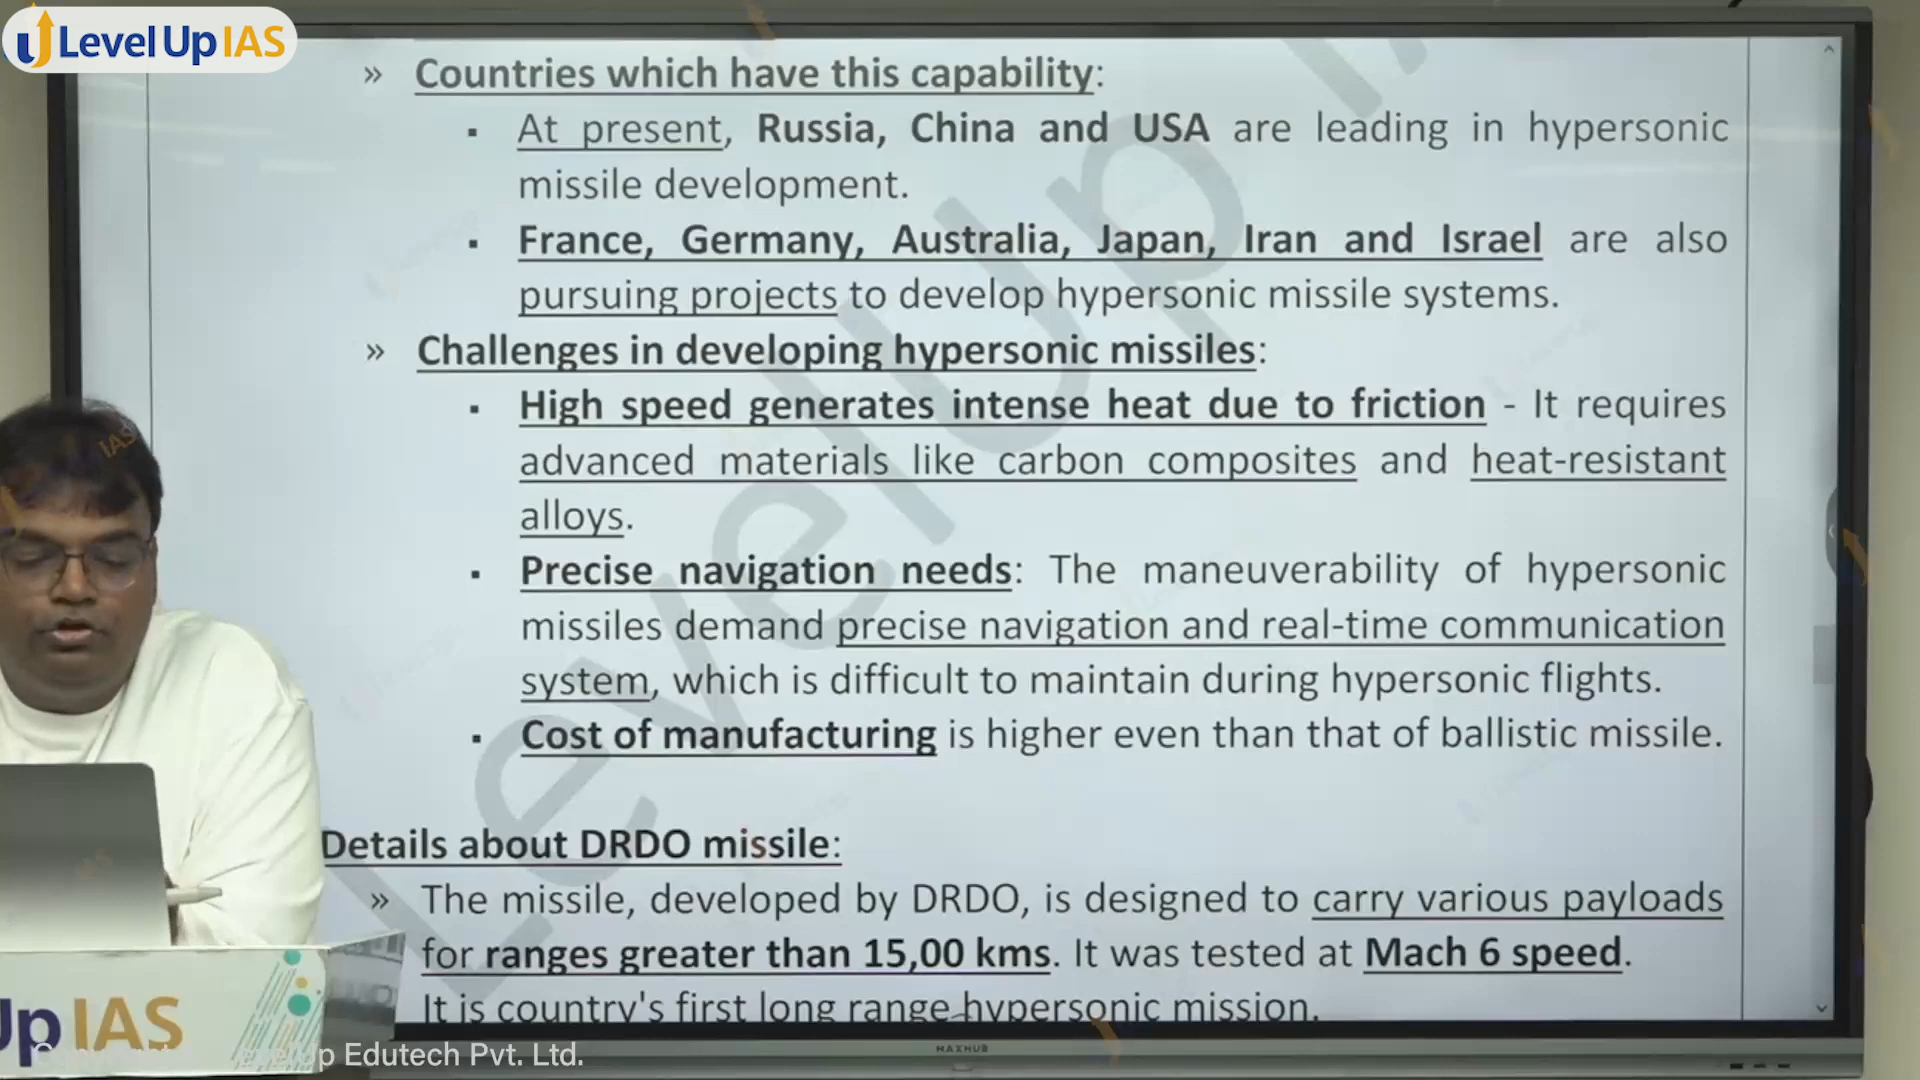 Level Up IAS
» Countries which have this capability:
▪ At present, Russia, China and USA are leading in hypersonic
missile development.
▪ France, Germany, Australia, Japan, Iran and Israel are also
pursuing projects to develop hypersonic missile systems.
» Challenges in developing hypersonic missiles:
▪ High speed generates intense heat due to friction - It requires
advanced materials like carbon composites and heat-resistant
alloys.
▪ Precise navigation needs: The maneuverability of hypersonic
missiles demand precise navigation and real-time communication
system, which is difficult to maintain during hypersonic flights.
▪ Cost of manufacturing is higher even than that of ballistic missile.
Details about DRDO missile:
» The missile, developed by DRDO, is designed to carry various payloads
for ranges greater than 15,00 kms. It was tested at Mach 6 speed.
It is country's first long range hypersonic mission.
LevelUp I
Up IAS
Up Edutech Pvt. Ltd.
MAXHUB